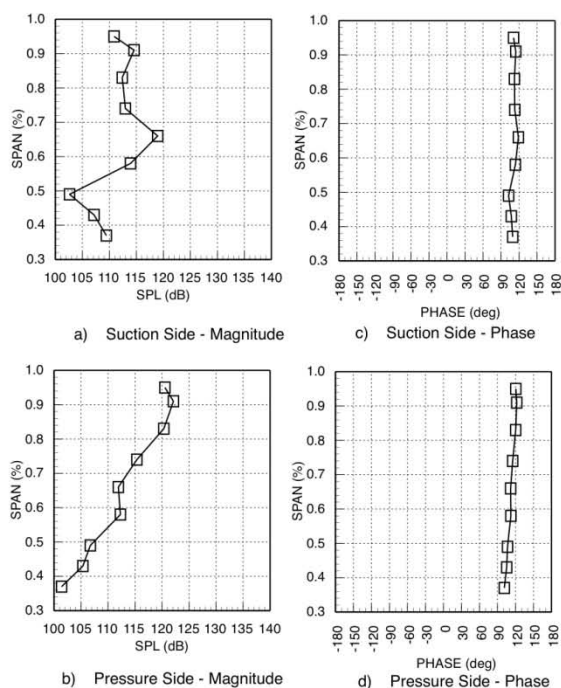 1.0
0.9
0.8
0.7
0.6
0.5
0.4
0.3
SPAN (%)
100 105 110 115 120 125 130 135 140
SPL (dB)
a) Suction Side - Magnitude
1.0
0.9
0.8
0.7
0.6
0.5
0.4
0.3
SPAN (%)
-180 -150 -120 -90 -60 -30 0 30 60 90 120 150 180
PHASE (deg)
c) Suction Side - Phase
1.0
0.9
0.8
0.7
0.6
0.5
0.4
0.3
SPAN (%)
100 105 110 115 120 125 130 135 140
SPL (dB)
b) Pressure Side - Magnitude
1.0
0.9
0.8
0.7
0.6
0.5
0.4
0.3
SPAN (%)
-180 -150 -120 -90 -60 -30 0 30 60 90 120 150 180
PHASE (deg)
d) Pressure Side - Phase